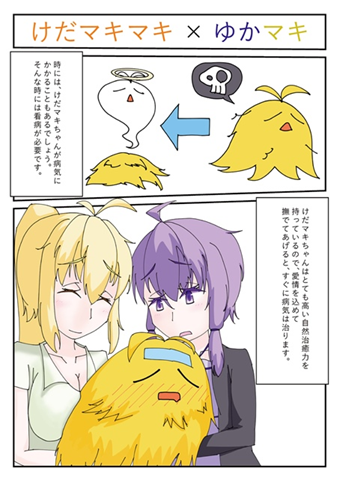 けだマキマキ × ゆかマキ
時には、けだマキちゃんが病気に
かかることもあるでしょう。
そんな時には看病が必要です。
けだマキちゃんはとても高い自然治癒力を
持っているので、愛情を込めて
撫でてあげると、すぐに病気は治ります。